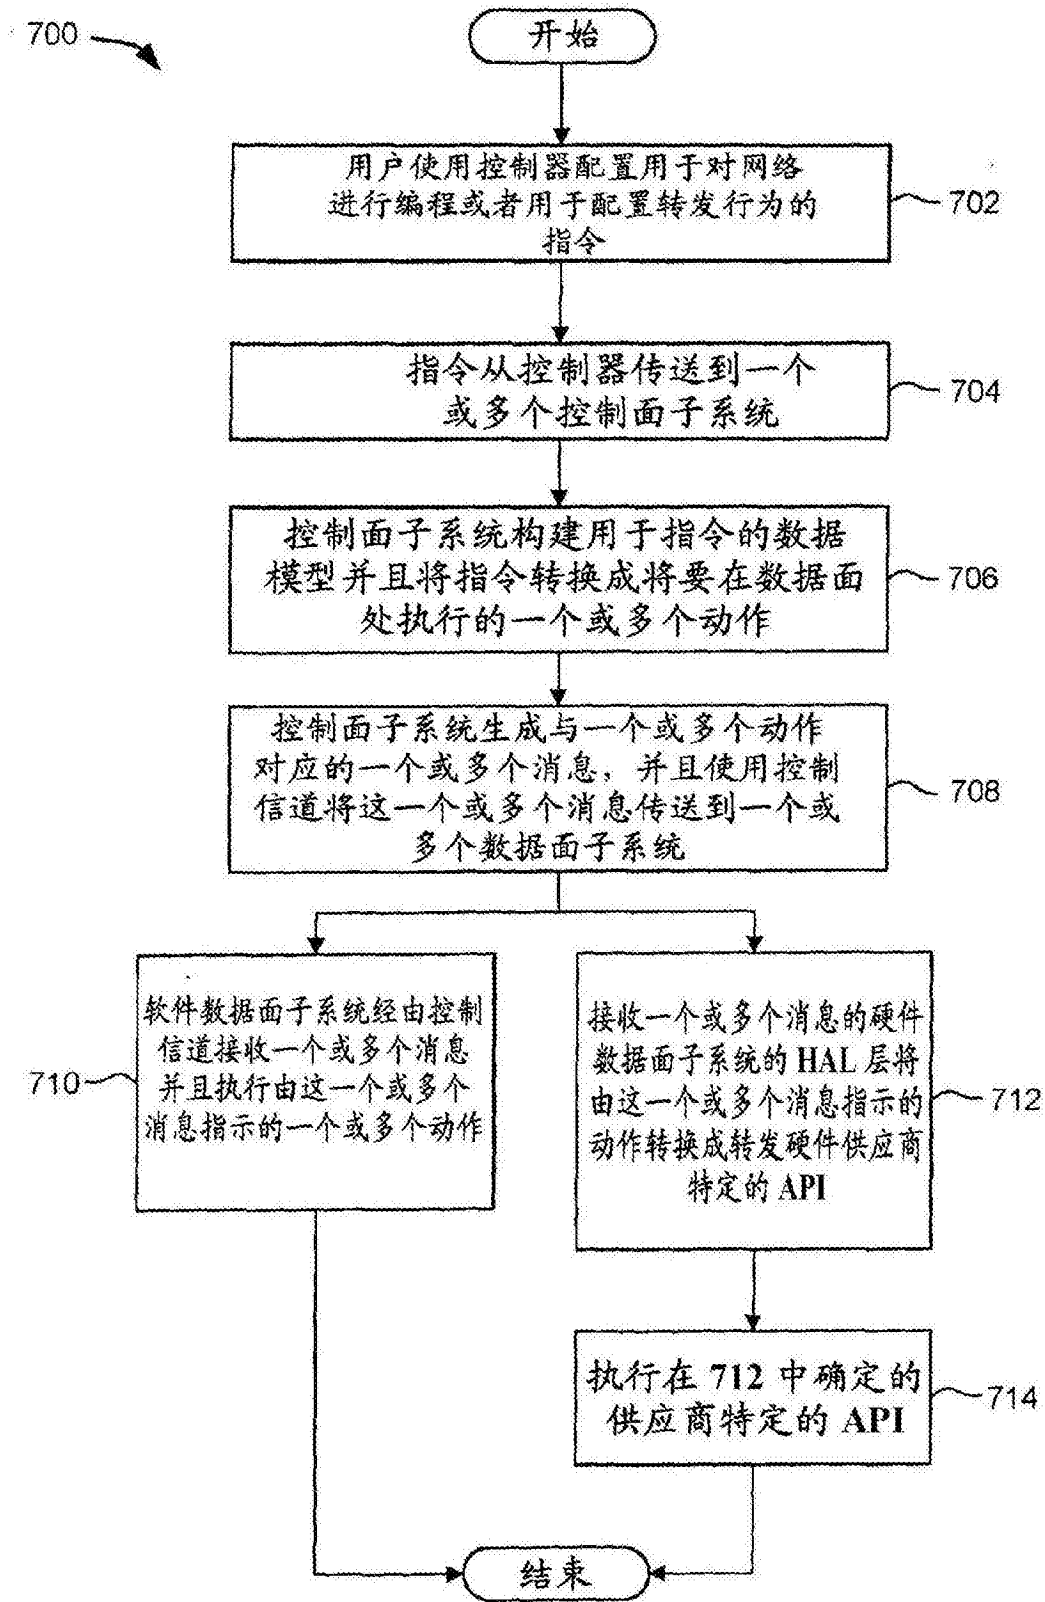 700
开始
用户使用控制器配置用于对网络
进行编程或者用于配置转发行为的
指令
702
指令从控制器传送到一个
或多个控制面子系统
704
控制面子系统构建用于指令的数据
模型并且将指令转换成将要在数据面
处执行的一个或多个动作
706
控制面子系统生成与一个或多个动作
对应的一个或多个消息，并且使用控制
信道将这一个或多个消息传送到一个或
多个数据面子系统
708
软件数据面子系统经由控制
信道接收一个或多个消息
并且执行由这一个或多个
消息指示的一个或多个动作
710
接收一个或多个消息的硬件
数据面子系统的 HAL 层将
由这一个或多个消息指示的
动作转换成转发硬件供应商
特定的 API
712
执行在 712 中确定的
供应商特定的 API
714
结束